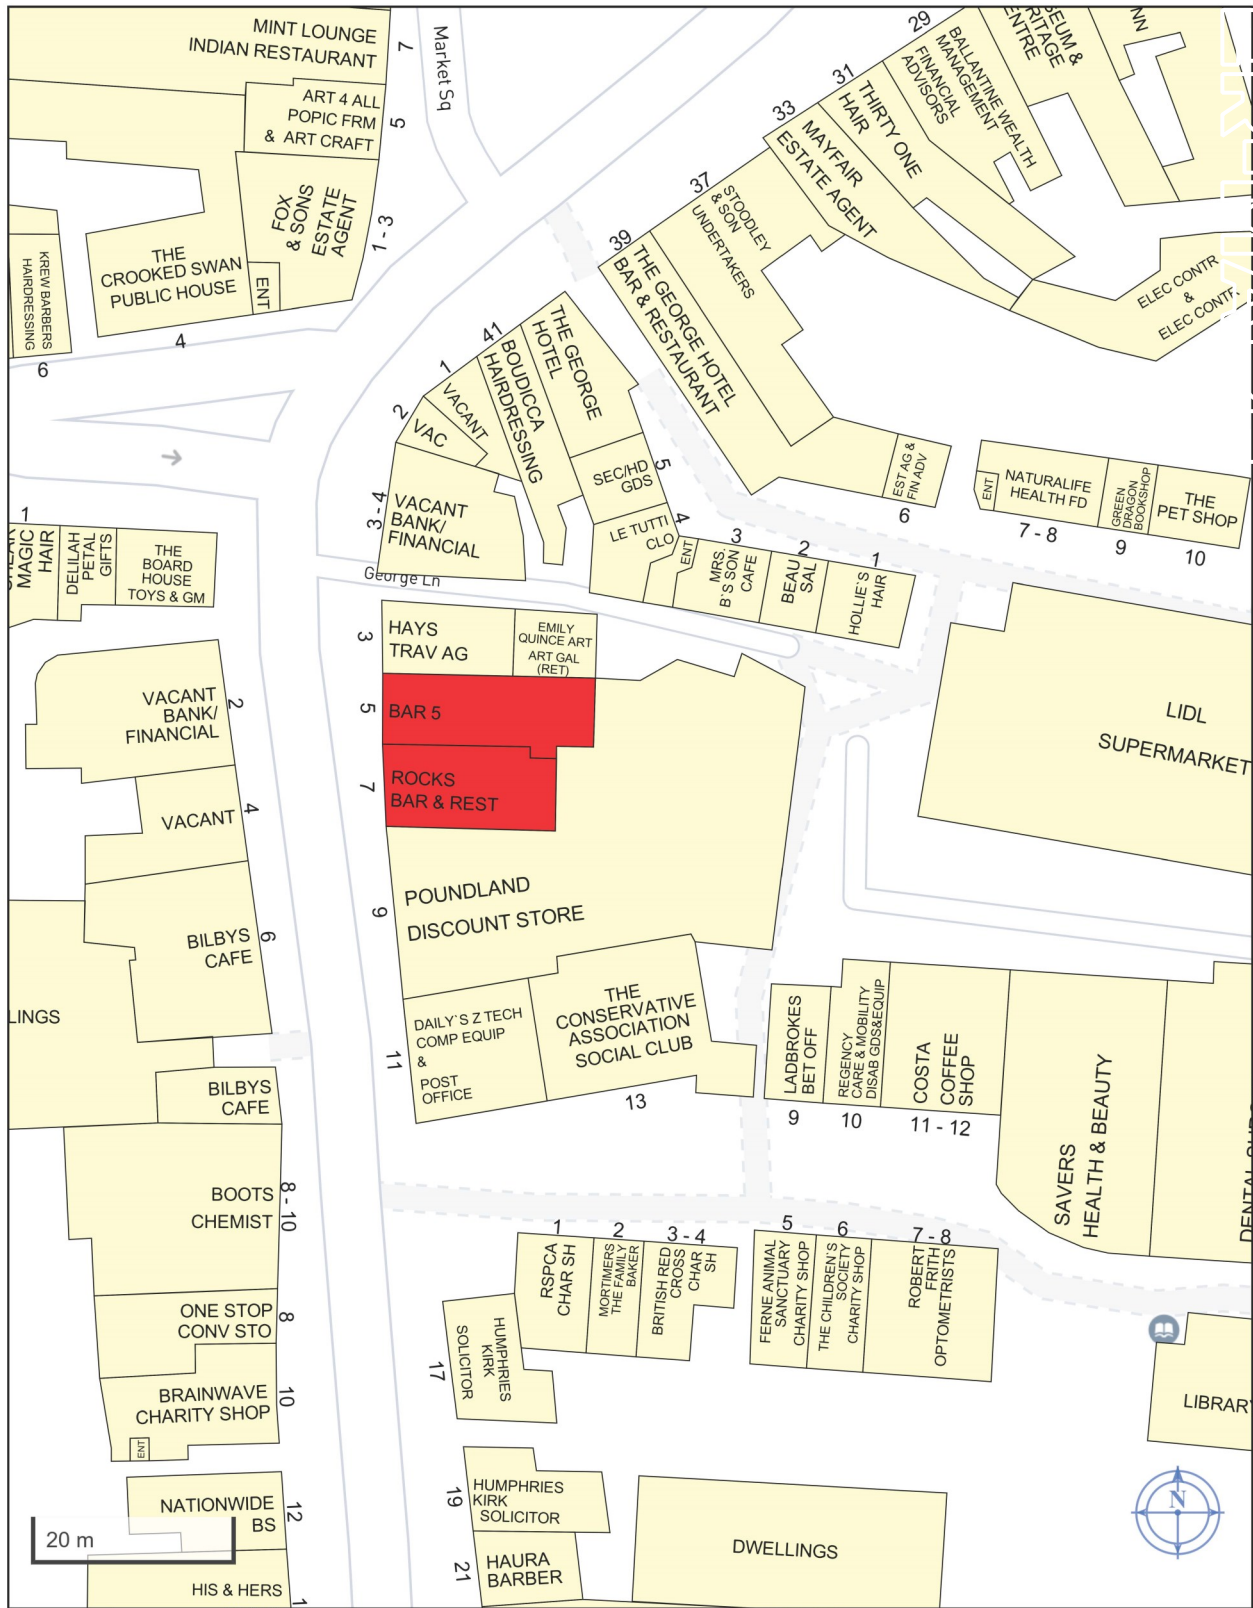 MINT LOUNGE
INDIAN RESTAURANT
7
Market Sq
ART 4 ALL
POPIC FRM
& ART CRAFT
5
FOX
& SONS
ESTATE
AGENT
1 - 3
ENT
THE
CROOKED SWAN
PUBLIC HOUSE
4
KREW BARBERS
HAIRDRESSING
6
29
BALLANTINE WEALTH
MANAGEMENT
FINANCIAL
ADVISORS
31
THIRTY ONE
HAIR
33
MAYFAIR
ESTATE AGENT
37
STOODLEY
& SON
UNDERTAKERS
39
THE GEORGE HOTEL
BAR & RESTAURANT
ELEC CONTR
&
ELEC CONTR
41
THE GEORGE
HOTEL
BOUDICCA
HAIRDRESSING
1
VACANT
2
VAC
3 - 4
VACANT
BANK/
FINANCIAL
SEC/HD
GDS
5
LE TUTTI
CLO
4
ENT
MRS.
B`S SON
CAFE
3
BEAU
SAL
2
HOLLIE`S
HAIR
1
EST AG &
FIN ADV
6
ENT
NATURALIFE
HEALTH FD
7 - 8
GREEN
DRAGON
BOOKSHOP
9
THE
PET SHOP
10
1
MAGIC
HAIR
DELILAH
PETAL
GIFTS
THE
BOARD
HOUSE
TOYS & GM
George Ln
3
HAYS
TRAV AG
EMILY
QUINCE ART
ART GAL
(RET)
5
BAR 5
7
ROCKS
BAR & REST
LIDL
SUPERMARKET
VACANT
BANK/
FINANCIAL
2
VACANT
4
BILBYS
CAFE
6
9
POUNDLAND
DISCOUNT STORE
LINGS
DAILY`S Z TECH
COMP EQUIP
&
POST
OFFICE
11
THE
CONSERVATIVE
ASSOCIATION
SOCIAL CLUB
13
LADBROKES
BET OFF
9
REGENCY
CARE & MOBILITY
DISAB GDS&EQUIP
10
COSTA
COFFEE
SHOP
11 - 12
SAVERS
HEALTH & BEAUTY
BILBYS
CAFE
BOOTS
CHEMIST
8 - 10
ONE STOP
CONV STO
8
BRAINWAVE
CHARITY SHOP
10
ENT
NATIONWIDE
BS
12
HIS & HERS
1
RSPCA
CHAR SH
2
MORTIMERS
THE FAMILY
BAKER
3 - 4
BRITISH RED
CROSS
CHAR
SH
5
FERNE ANIMAL
SANCTUARY
CHARITY SHOP
6
THE CHILDREN`S
SOCIETY
CHARITY SHOP
7 - 8
ROBERT
FRITH
OPTOMETRISTS
HUMPHRIES
KIRK
SOLICITOR
17
HUMPHRIES
KIRK
SOLICITOR
19
HAURA
BARBER
21
DWELLINGS
LIBRARY
N
20 m